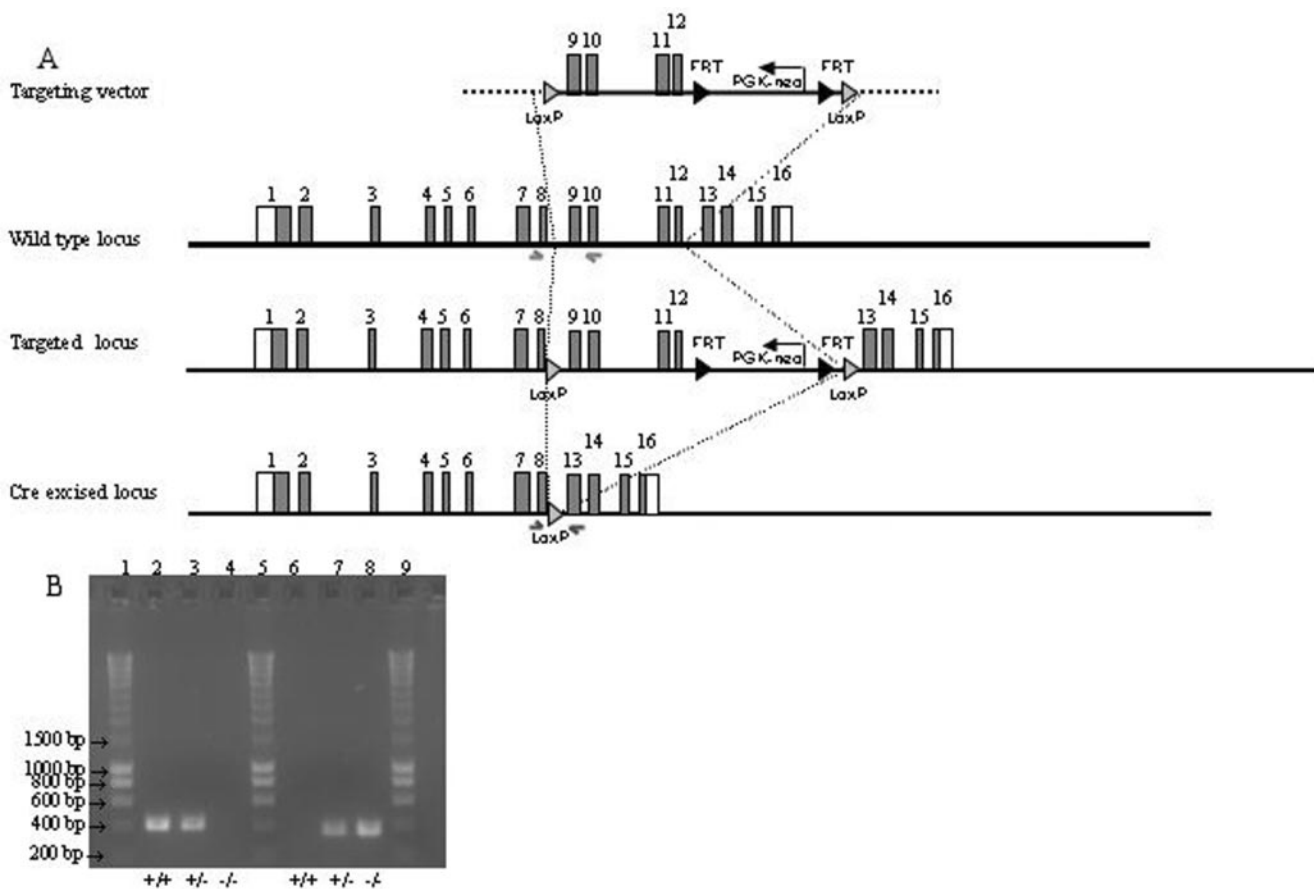 A
Targeting vector
9 10 11 12
FRT PGK-neo FRT
LoxP LoxP
Wild type locus
1 2 3 4 5 6 7 8 9 10 11 12 13 14 15 16
Targeted locus
1 2 3 4 5 6 7 8 9 10 11 12 13 14 15 16
FRT PGK-neo FRT
LoxP LoxP
Cre excised locus
1 2 3 4 5 6 7 8 13 14 15 16
LoxP
B
1 2 3 4 5 6 7 8 9
1500 bp
1000 bp
800 bp
600 bp
400 bp
200 bp
+/+ +/- -/- +/+ +/- -/-